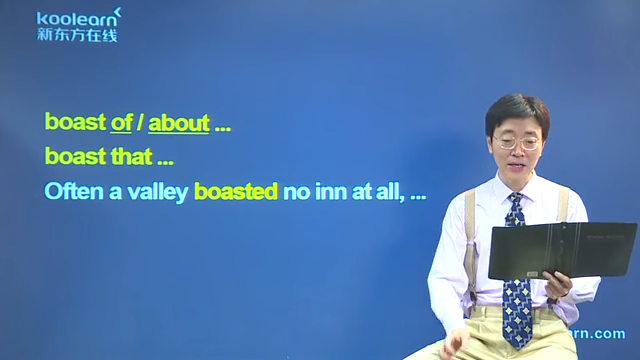 koolearn
新东方在线
boast of / about ...
boast that ...
Often a valley boasted no inn at all, ...
earn.com